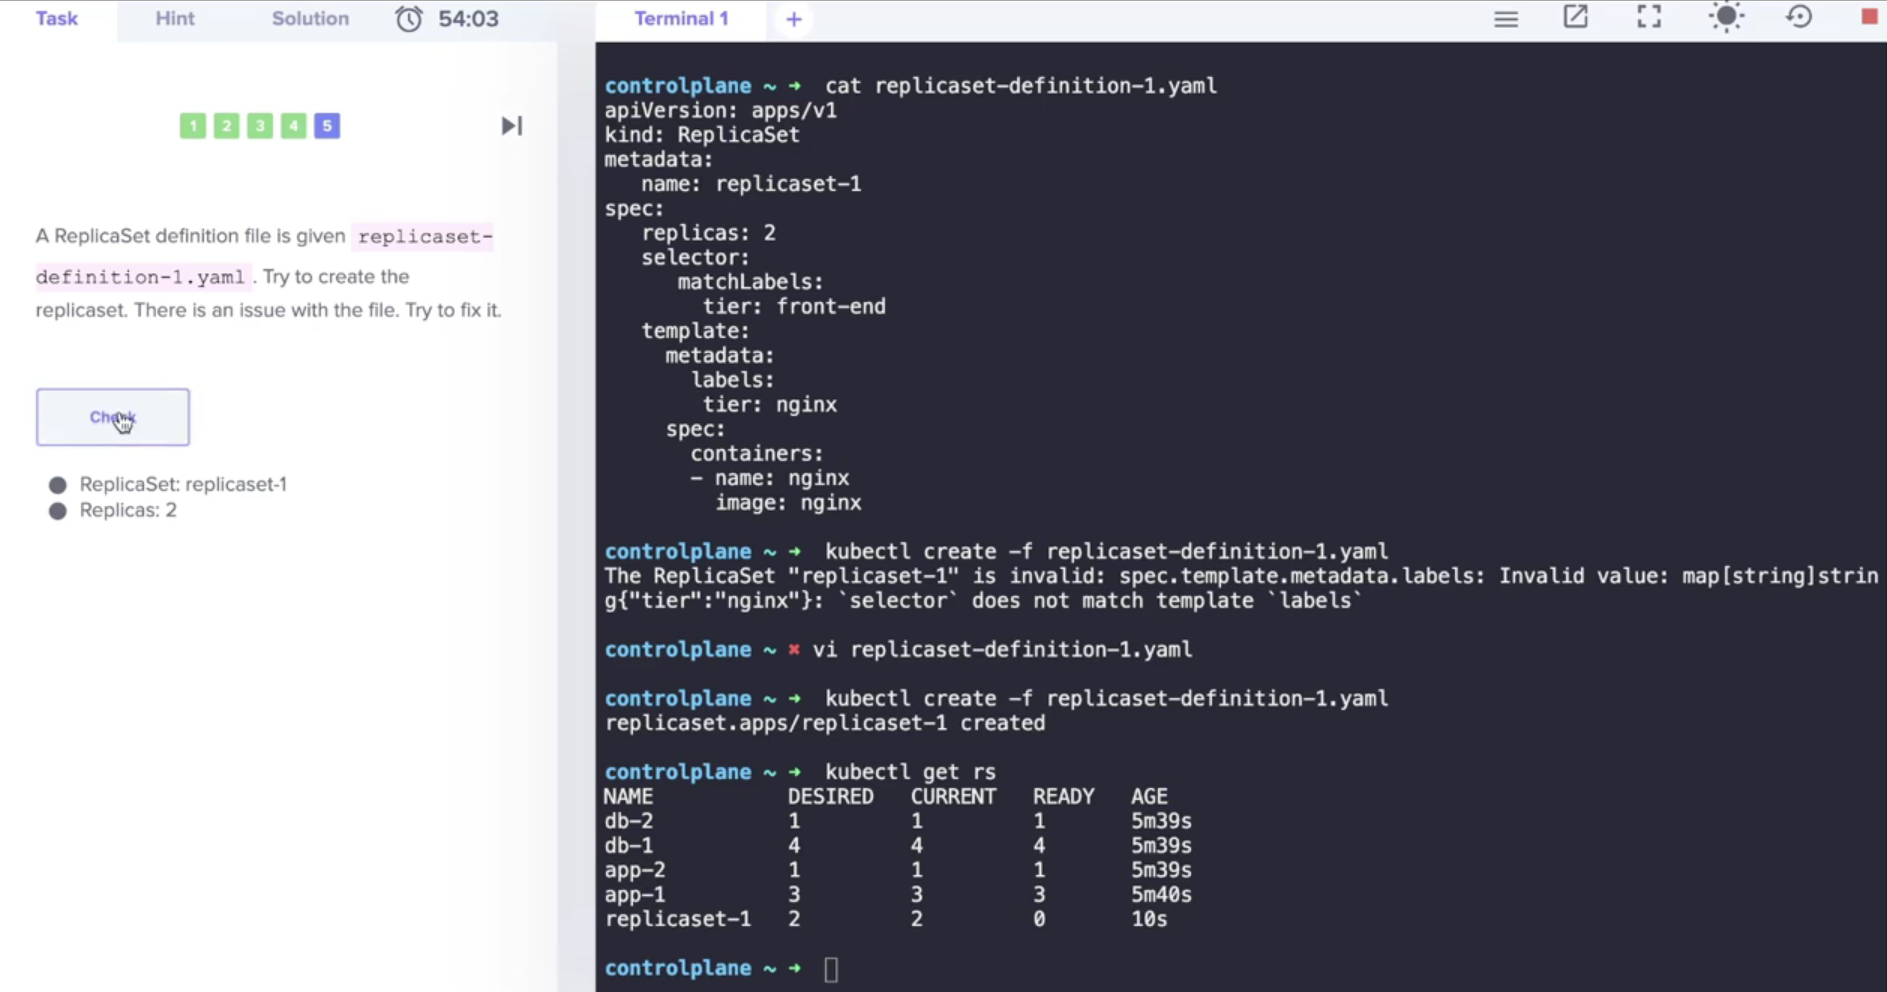 Task Hint Solution 54:03
1 2 3 4 5
A ReplicaSet definition file is given replicaset-
definition-1.yaml . Try to create the
replicaset. There is an issue with the file. Try to fix it.
Check
ReplicaSet: replicaset-1
Replicas: 2
Terminal 1 +
controlplane ~ ➜ cat replicaset-definition-1.yaml
apiVersion: apps/v1
kind: ReplicaSet
metadata:
   name: replicaset-1
spec:
   replicas: 2
   selector:
      matchLabels:
        tier: front-end
   template:
     metadata:
       labels:
        tier: nginx
     spec:
       containers:
       - name: nginx
         image: nginx
controlplane ~ ➜ kubectl create -f replicaset-definition-1.yaml
The ReplicaSet "replicaset-1" is invalid: spec.template.metadata.labels: Invalid value: map[string]strin
g{"tier":"nginx"}: `selector` does not match template `labels`
controlplane ~ ✖ vi replicaset-definition-1.yaml
controlplane ~ ➜ kubectl create -f replicaset-definition-1.yaml
replicaset.apps/replicaset-1 created
controlplane ~ ➜ kubectl get rs
NAME DESIRED CURRENT READY AGE
db-2 1 1 1 5m39s
db-1 4 4 4 5m39s
app-2 1 1 1 5m39s
app-1 3 3 3 5m40s
replicaset-1 2 2 0 10s
controlplane ~ ➜